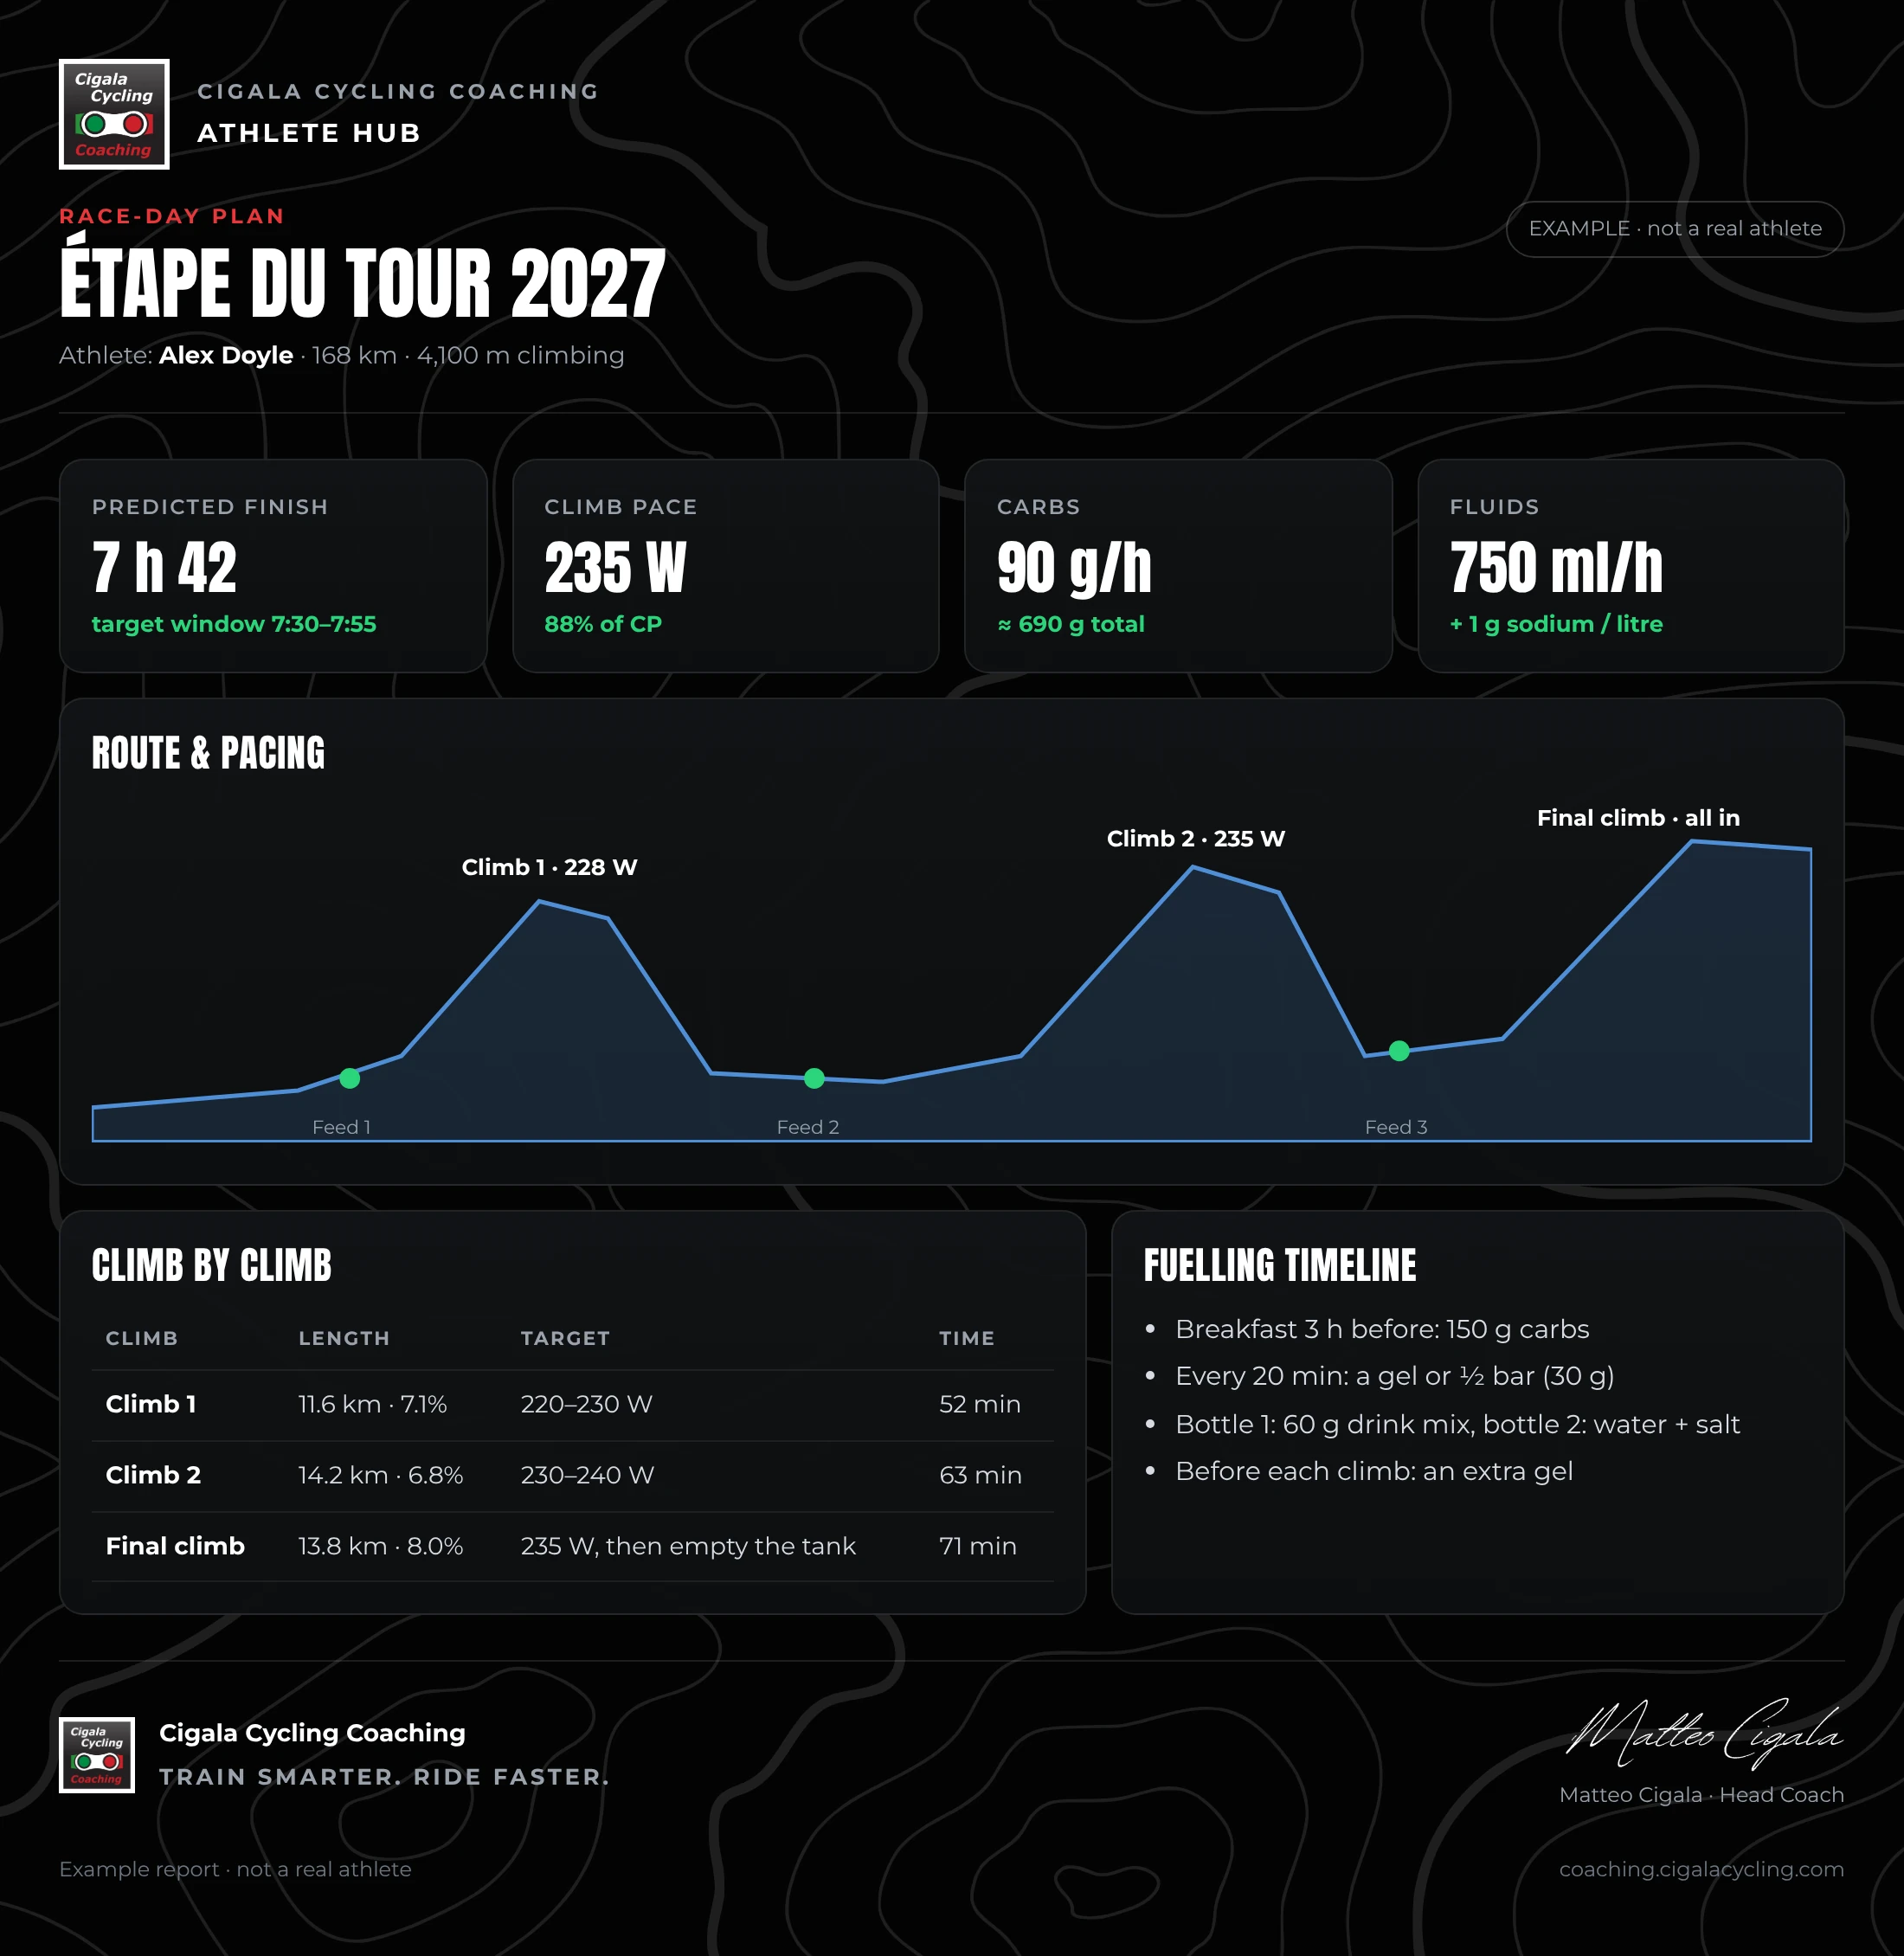 Cigala
Cycling
Coaching
CIGALA CYCLING COACHING
ATHLETE HUB
RACE-DAY PLAN
EXAMPLE · not a real athlete
ÉTAPE DU TOUR 2027
Athlete: Alex Doyle · 168 km · 4,100 m climbing
PREDICTED FINISH
7 h 42
target window 7:30–7:55
CLIMB PACE
235 W
88% of CP
CARBS
90 g/h
≈ 690 g total
FLUIDS
750 ml/h
+ 1 g sodium / litre
ROUTE & PACING
Climb 1 · 228 W
Climb 2 · 235 W
Final climb · all in
Feed 1
Feed 2
Feed 3
CLIMB BY CLIMB
CLIMB LENGTH TARGET TIME
Climb 1 11.6 km · 7.1% 220–230 W 52 min
Climb 2 14.2 km · 6.8% 230–240 W 63 min
Final climb 13.8 km · 8.0% 235 W, then empty the tank 71 min
FUELLING TIMELINE
• Breakfast 3 h before: 150 g carbs
• Every 20 min: a gel or ½ bar (30 g)
• Bottle 1: 60 g drink mix, bottle 2: water + salt
• Before each climb: an extra gel
Cigala
Cycling
Coaching
Cigala Cycling Coaching
TRAIN SMARTER. RIDE FASTER.
Matteo Cigala
Matteo Cigala · Head Coach
Example report · not a real athlete
coaching.cigalacycling.com